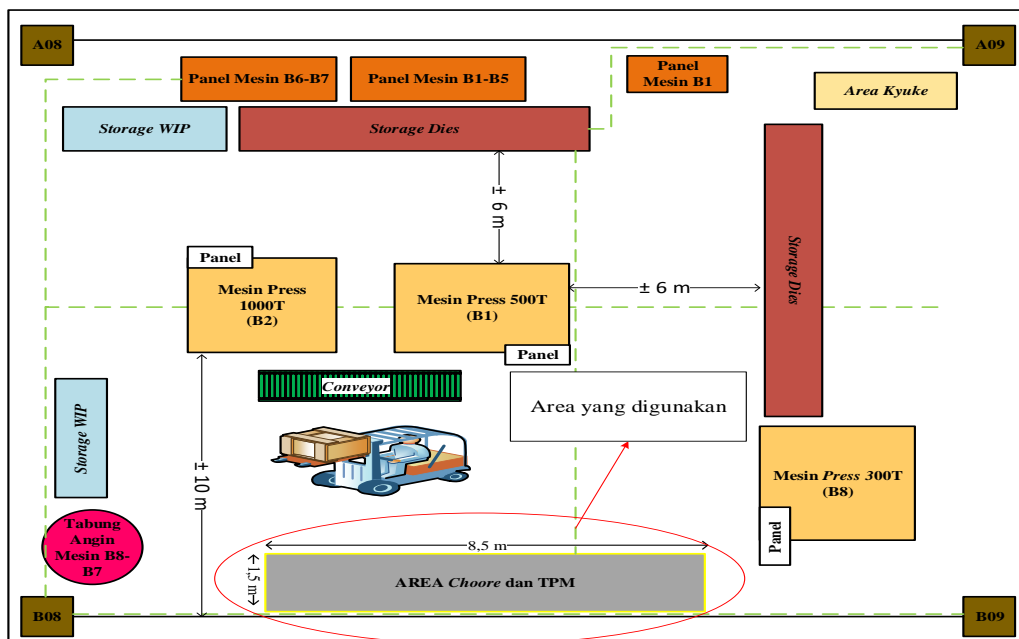 A08
A09
Panel Mesin B6-B7
Panel Mesin B1-B5
Panel
Mesin B1
Area Kyuke
Storage WIP
Storage Dies
± 6 m
Panel
Mesin Press
1000T
(B2)
Mesin Press 500T
(B1)
Panel
± 6 m
Storage Dies
Conveyor
Area yang digunakan
Storage WIP
± 10 m
Mesin Press 300T
(B8)
Panel
Tabung
Angin
Mesin B8-
B7
8,5 m
1,5 m
AREA Choore dan TPM
B08
B09